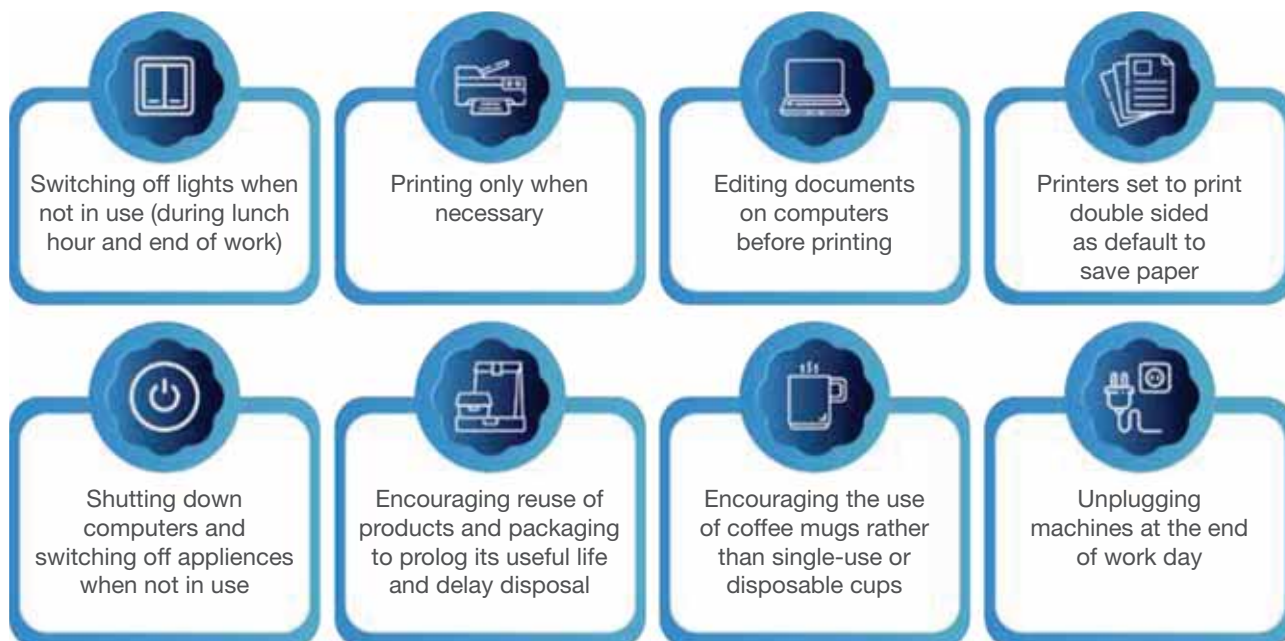 Switching off lights when
not in use (during lunch
hour and end of work)
Printing only when
necessary
Editing documents
on computers
before printing
Printers set to print
double sided
as default to
save paper
Shutting down
computers and
switching off appliences
when not in use
Encouraging reuse of
products and packaging
to prolog its useful life
and delay disposal
Encouraging the use
of coffee mugs rather
than single-use or
disposable cups
Unplugging
machines at the end
of work day